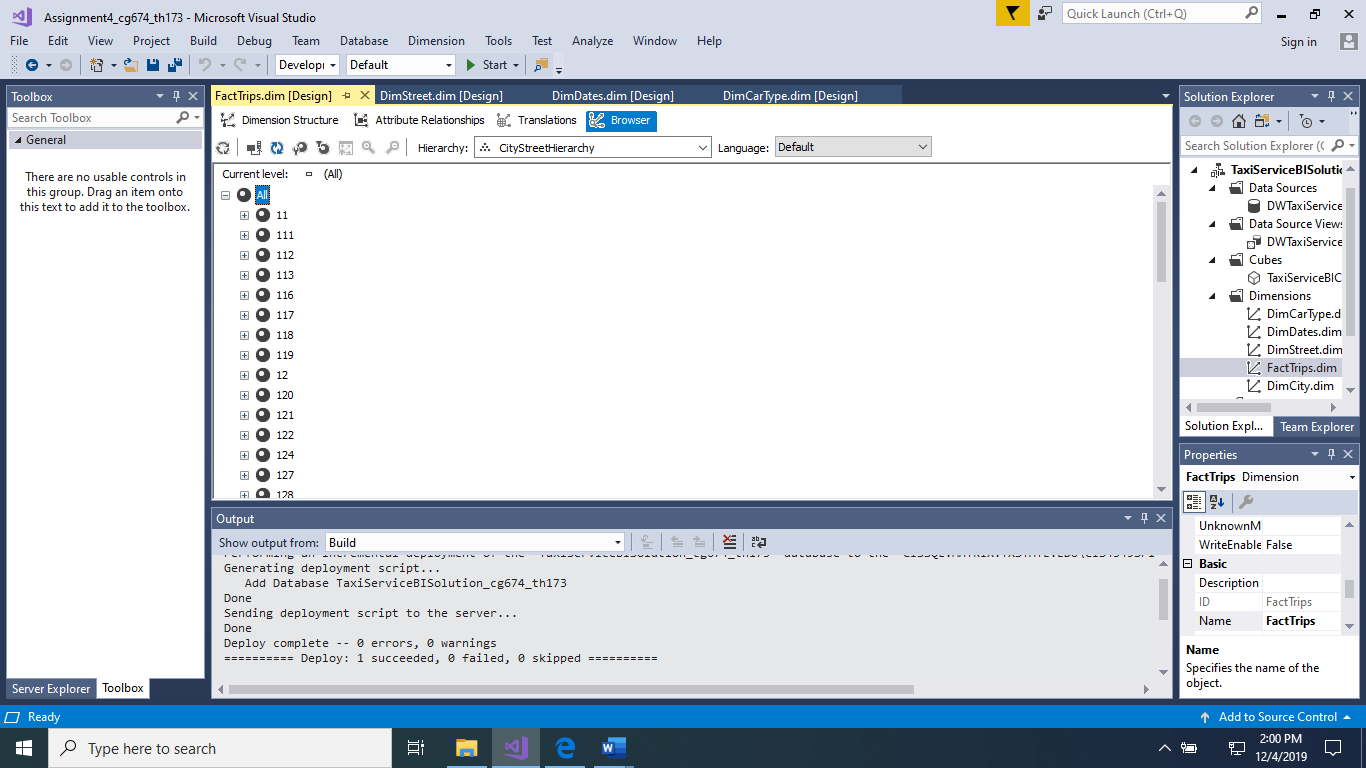 Assignment4_cg674_th173 - Microsoft Visual Studio
Quick Launch (Ctrl+Q)
File Edit View Project Build Debug Team Database Dimension Tools Test Analyze Window Help
Sign in
Develop Default Start
Toolbox
Search Toolbox
General
There are no usable controls in
this group. Drag an item onto
this text to add it to the toolbox.
Server Explorer Toolbox
FactTrips.dim [Design] DimStreet.dim [Design] DimDates.dim [Design] DimCarType.dim [Design]
Dimension Structure Attribute Relationships Translations Browser
Hierarchy: CityStreetHierarchy Language: Default
Current level: (All)
All
11
111
112
113
116
117
118
119
12
120
121
122
124
127
128
Output
Show output from: Build
Generating deployment script...
Add Database TaxiServiceBISolution_cg674_th173
Done
Sending deployment script to the server...
Done
Deploy complete -- 0 errors, 0 warnings
========== Deploy: 1 succeeded, 0 failed, 0 skipped ==========
Solution Explorer
Search Solution Explorer (C
TaxiServiceBISolutic
Data Sources
DWTaxiService
Data Source Views
DWTaxiService
Cubes
TaxiServiceBIC
Dimensions
DimCarType.d
DimDates.dim
DimStreet.dim
FactTrips.dim
DimCity.dim
Solution Expl... Team Explorer
Properties
FactTrips Dimension
UnknownM
WriteEnable False
Basic
Description
ID FactTrips
Name FactTrips
Name
Specifies the name of the
object.
Ready
Add to Source Control
Type here to search
2:00 PM
12/4/2019